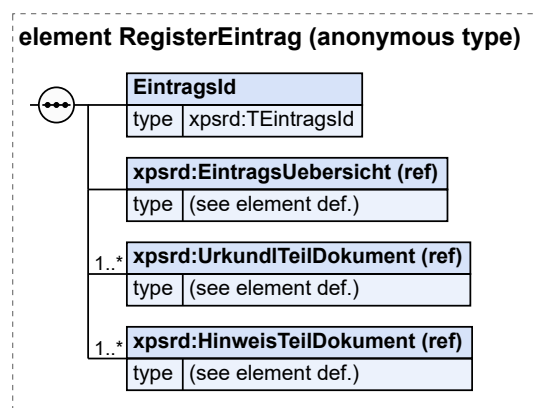 element RegisterEintrag (anonymous type)
EintragsId
type xpsrd:TEintragsId
xpsrd:EintragsUebersicht (ref)
type (see element def.)
1..* xpsrd:UrkundlTeilDokument (ref)
type (see element def.)
1..* xpsrd:HinweisTeilDokument (ref)
type (see element def.)